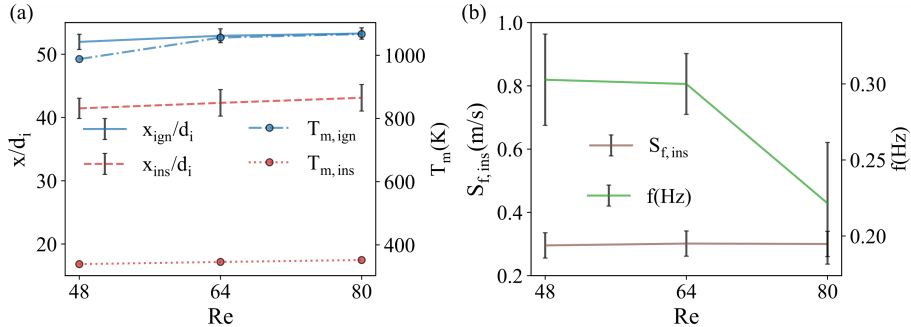 (a)
50
40
30
20
x/d_i
x_ign/d_i
x_ins/d_i
T_m,ign
T_m,ins
1000
800
600
400
T_m(K)
48
64
80
Re
(b)
1.0
0.8
0.6
0.4
0.2
S_f,ins(m/s)
S_f,ins
f(Hz)
0.30
0.25
0.20
f(Hz)
48
64
80
Re